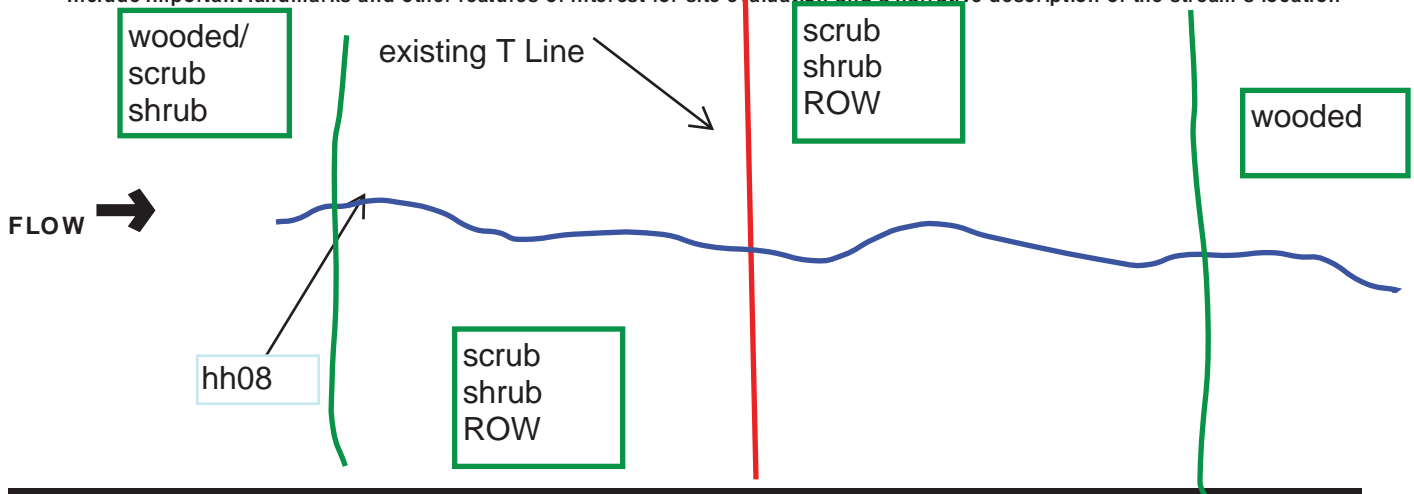 wooded/
scrub
shrub
existing T Line
scrub
shrub
ROW
wooded
FLOW
hh08
scrub
shrub
ROW